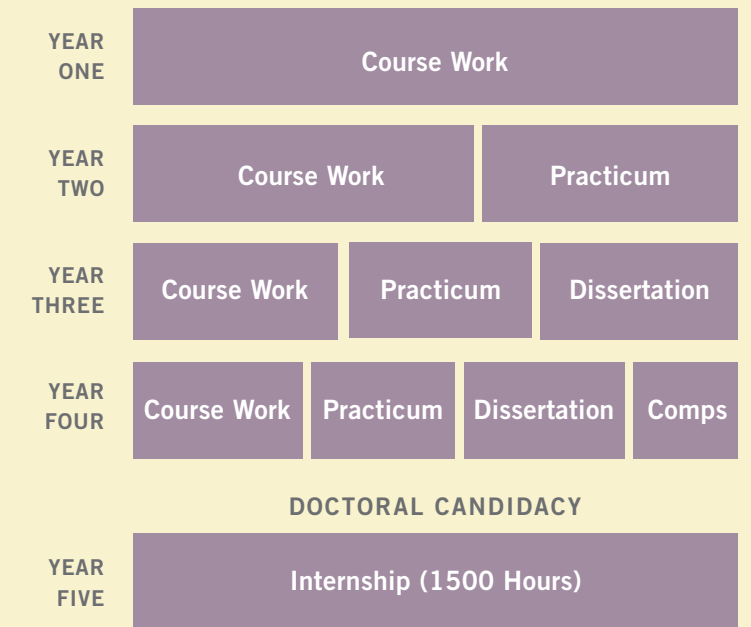 YEAR
ONE
Course Work
YEAR
TWO
Course Work Practicum
YEAR
THREE
Course Work Practicum Dissertation
YEAR
FOUR
Course Work Practicum Dissertation Comps
DOCTORAL CANDIDACY
YEAR
FIVE
Internship (1500 Hours)